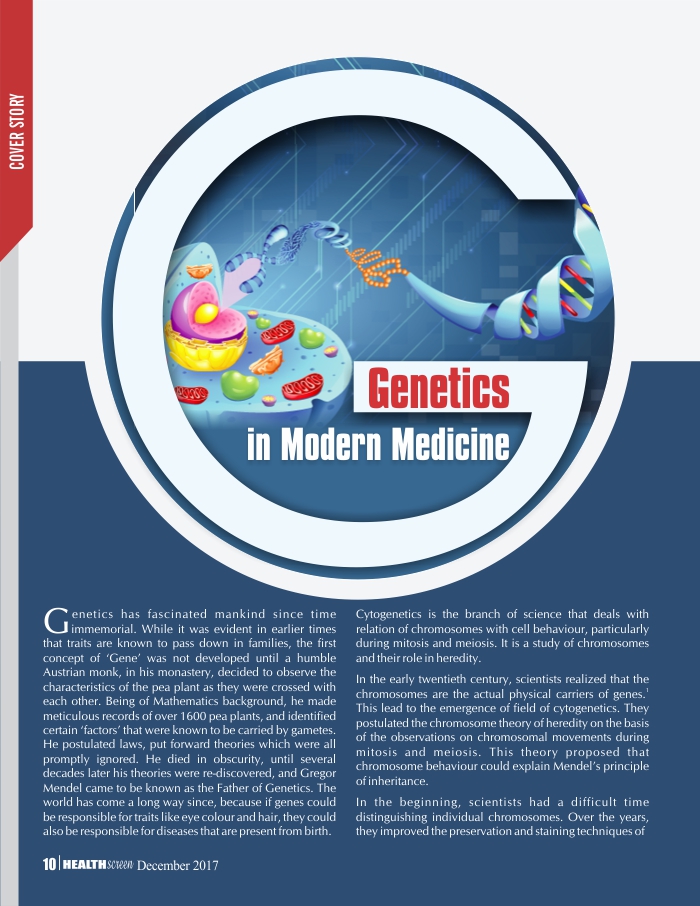 COVER STORY
Genetics
in Modern Medicine
Genetics has fascinated mankind since time
immemorial. While it was evident in earlier times
that traits are known to pass down in families, the first
concept of ‘Gene’ was not developed until a humble
Austrian monk, in his monastery, decided to observe the
characteristics of the pea plant as they were crossed with
each other. Being of Mathematics background, he made
meticulous records of over 1600 pea plants, and identified
certain ‘factors’ that were known to be carried by gametes.
He postulated laws, put forward theories which were all
promptly ignored. He died in obscurity, until several
decades later his theories were re-discovered, and Gregor
Mendel came to be known as the Father of Genetics. The
world has come a long way since, because if genes could
be responsible for traits like eye colour and hair, they could
also be responsible for diseases that are present from birth.
Cytogenetics is the branch of science that deals with
relation of chromosomes with cell behaviour, particularly
during mitosis and meiosis. It is a study of chromosomes
and their role in heredity.
In the early twentieth century, scientists realized that the
chromosomes are the actual physical carriers of genes.¹
This lead to the emergence of field of cytogenetics. They
postulated the chromosome theory of heredity on the basis
of the observations on chromosomal movements during
mitosis and meiosis. This theory proposed that
chromosome behaviour could explain Mendel’s principle
of inheritance.
In the beginning, scientists had a difficult time
distinguishing individual chromosomes. Over the years,
they improved the preservation and staining techniques of
10 | HEALTHscreen December 2017